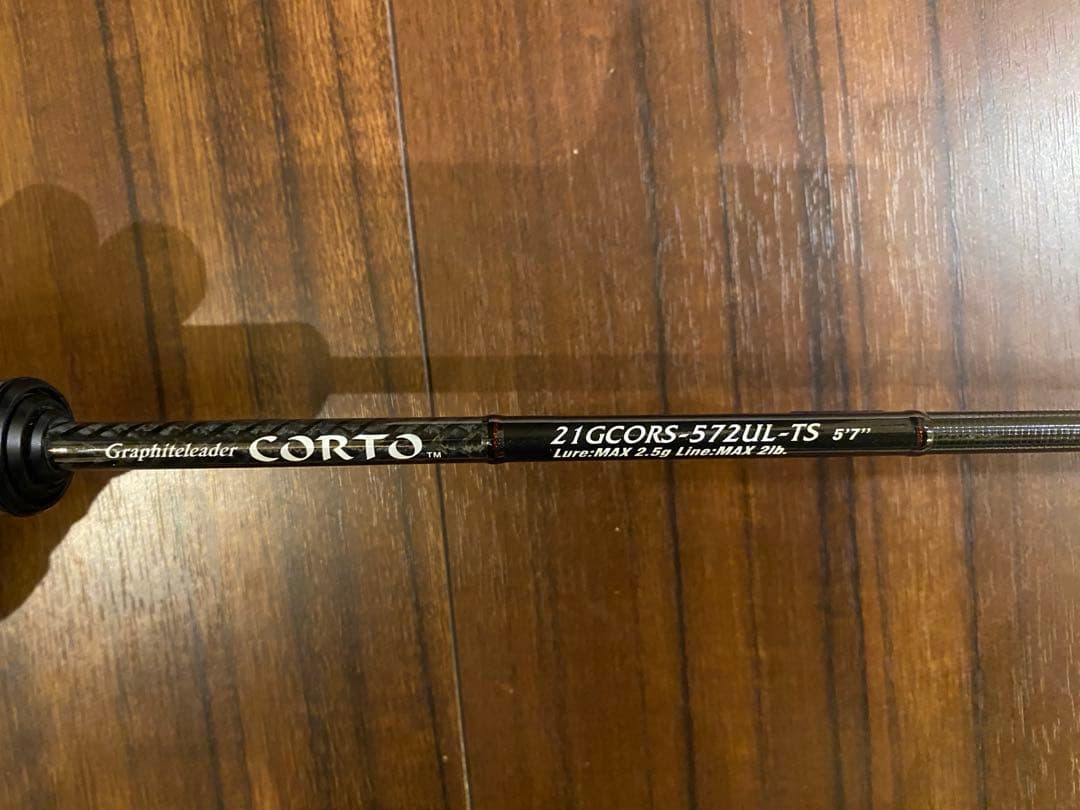 Graphiteleader CORTO™
21GCORS-572UL-TS 5'7"
Lure:MAX 2.5g Line:MAX 2lb.